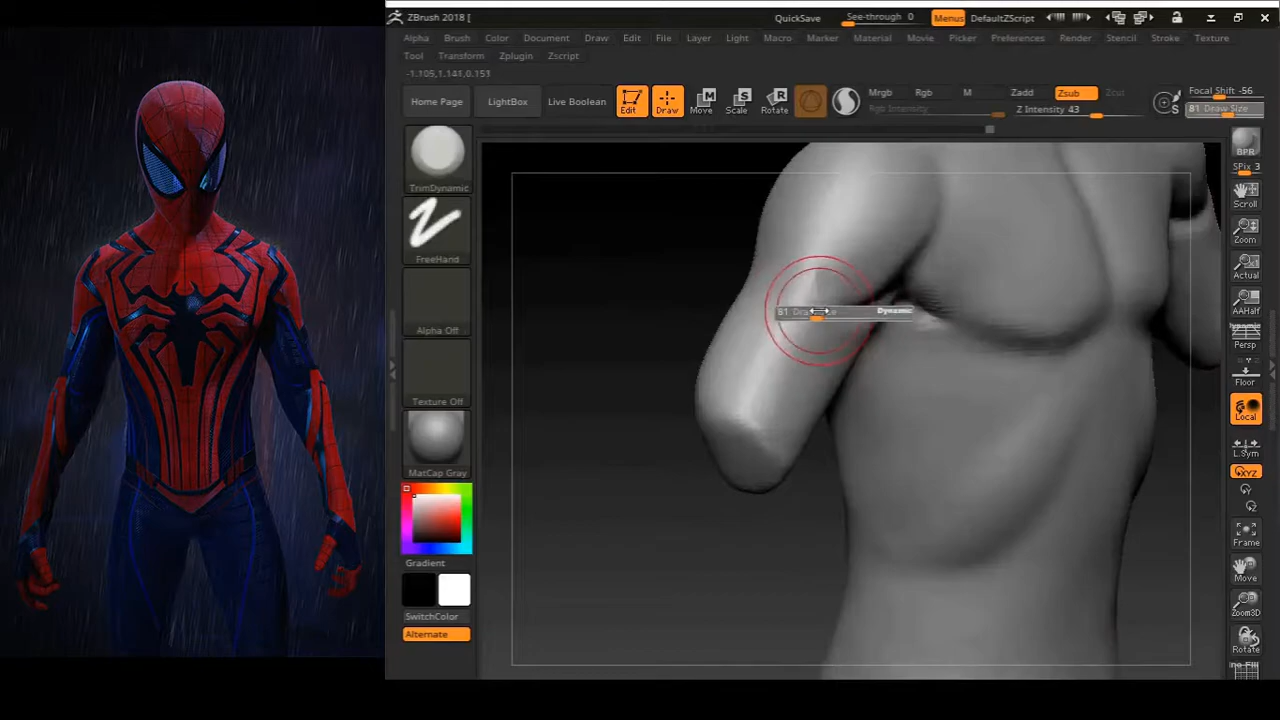 ZBrush 2018 [
QuickSave
See-through 0
Menus
DefaultZScript
Alpha Brush Color Document Draw Edit File Layer Light Macro Marker Material Movie Picker Preferences Render Stencil Stroke Texture
Tool Transform Zplugin Zscript
-1.105,1.141,0.151
Home Page
LightBox
Live Boolean
Edit
Draw
Move
Scale
Rotate
Mrgb Rgb M
Rgb Intensity
Zadd Zsub Zcut
Z Intensity 43
Focal Shift -56
81 Draw Size
TrimDynamic
FreeHand
Alpha Off
Texture Off
MatCap Gray
Gradient
SwitchColor
Alternate
81 Dra
Dynamic
BPR
SPix 3
Scroll
Zoom
Actual
AAHalf
Persp
Floor
Local
L.Sym
XYZ
Frame
Move
Zoom3D
Rotate